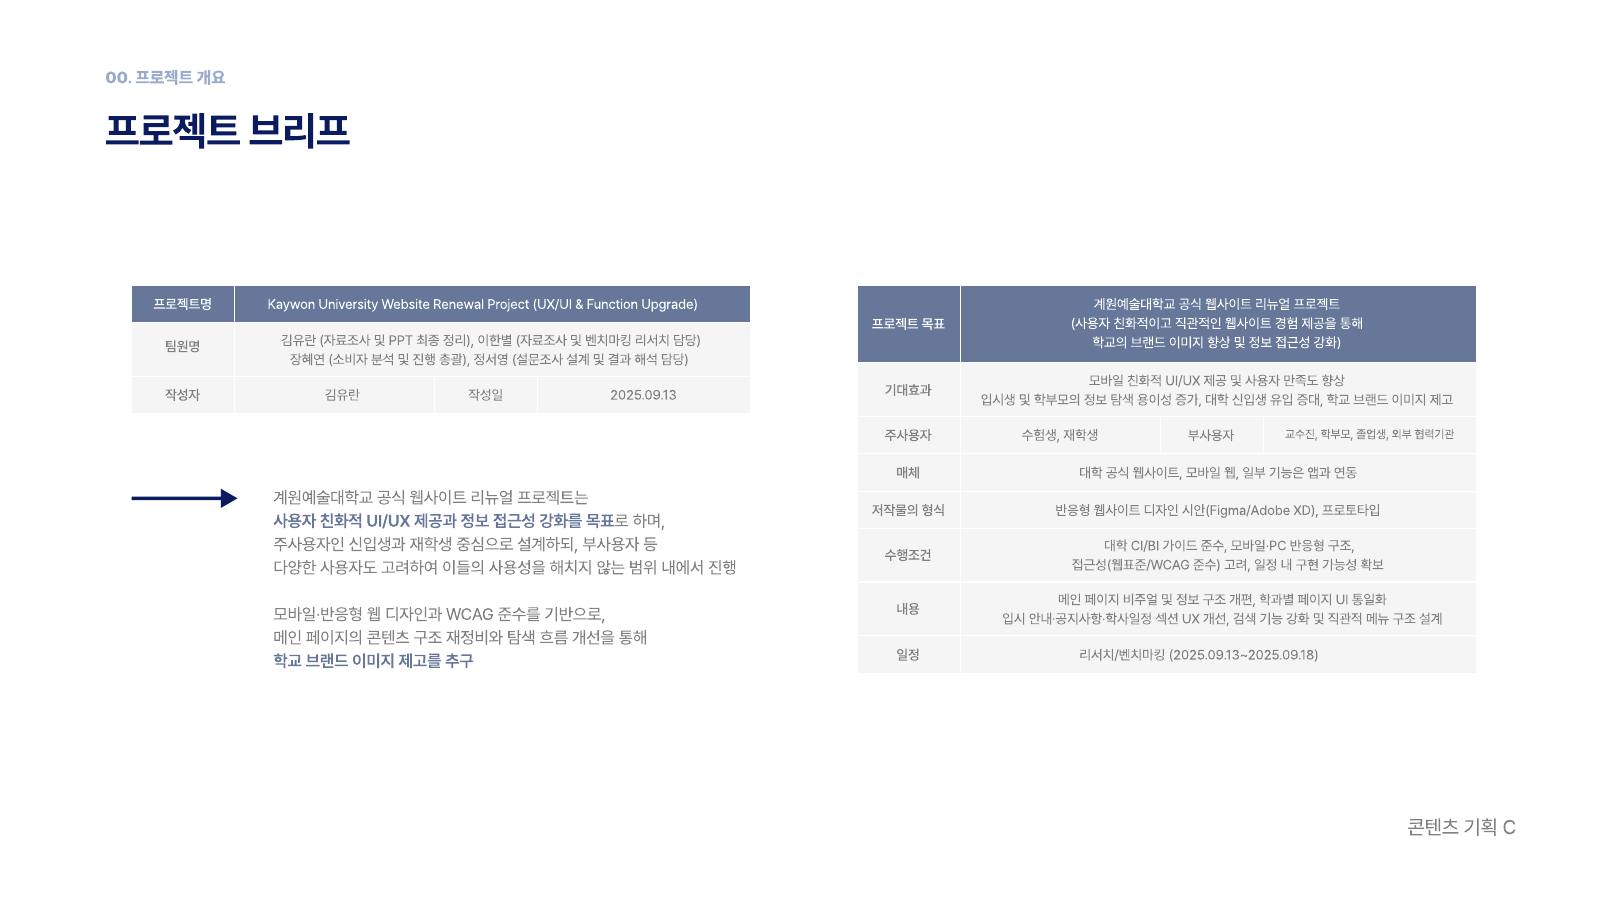 00. 프로젝트 개요
프로젝트 브리프
프로젝트명 Kaywon University Website Renewal Project (UX/UI & Function Upgrade)
팀원명 김유란 (자료조사 및 PPT 최종 정리), 이한별 (자료조사 및 벤치마킹 리서치 담당)
장혜연 (소비자 분석 및 진행 총괄), 정서영 (설문조사 설계 및 결과 해석 담당)
작성자 김유란 작성일 2025.09.13
계원예술대학교 공식 웹사이트 리뉴얼 프로젝트는
사용자 친화적 UI/UX 제공과 정보 접근성 강화를 목표로 하며,
주사용자인 신입생과 재학생 중심으로 설계하되, 부사용자 등
다양한 사용자도 고려하여 이들의 사용성을 해치지 않는 범위 내에서 진행
모바일·반응형 웹 디자인과 WCAG 준수를 기반으로,
메인 페이지의 콘텐츠 구조 재정비와 탐색 흐름 개선을 통해
학교 브랜드 이미지 제고를 추구
프로젝트 목표 계원예술대학교 공식 웹사이트 리뉴얼 프로젝트
(사용자 친화적이고 직관적인 웹사이트 경험 제공을 통해
학교의 브랜드 이미지 향상 및 정보 접근성 강화)
기대효과 모바일 친화적 UI/UX 제공 및 사용자 만족도 향상
입시생 및 학부모의 정보 탐색 용이성 증가, 대학 신입생 유입 증대, 학교 브랜드 이미지 제고
주사용자 수험생, 재학생 부사용자 교수진, 학부모, 졸업생, 외부 협력기관
매체 대학 공식 웹사이트, 모바일 웹, 일부 기능은 앱과 연동
저작물의 형식 반응형 웹사이트 디자인 시안(Figma/Adobe XD), 프로토타입
수행조건 대학 CI/BI 가이드 준수, 모바일·PC 반응형 구조,
접근성(웹표준/WCAG 준수) 고려, 일정 내 구현 가능성 확보
내용 메인 페이지 비주얼 및 정보 구조 개편, 학과별 페이지 UI 통일화
입시 안내·공지사항·학사일정 섹션 UX 개선, 검색 기능 강화 및 직관적 메뉴 구조 설계
일정 리서치/벤치마킹 (2025.09.13~2025.09.18)
콘텐츠 기획 C